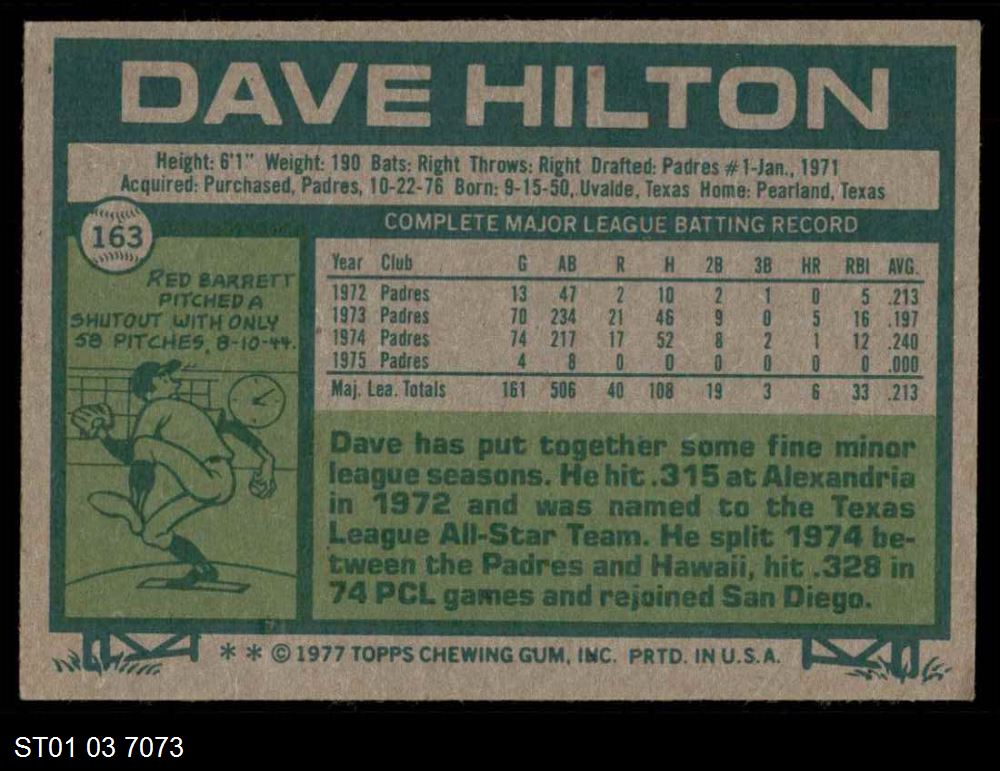 DAVE HILTON
Height: 6'1" Weight: 190 Bats: Right Throws: Right Drafted: Padres #1-Jan., 1971
Acquired: Purchased, Padres, 10-22-76 Born: 9-15-50, Uvalde, Texas Home: Pearland, Texas
163
COMPLETE MAJOR LEAGUE BATTING RECORD
RED BARRETT
PITCHED A
SHUTOUT WITH ONLY
58 PITCHES, 8-10-44.
Year Club G AB R H 2B 3B HR RBI AVG.
1972 Padres 13 47 2 10 2 1 0 5 .213
1973 Padres 70 234 21 46 9 0 5 16 .197
1974 Padres 74 217 17 52 8 2 1 12 .240
1975 Padres 4 8 0 0 0 0 0 0 .000
Maj. Lea. Totals 161 506 40 108 19 3 6 33 .213
Dave has put together some fine minor
league seasons. He hit .315 at Alexandria
in 1972 and was named to the Texas
League All-Star Team. He split 1974 be-
tween the Padres and Hawaii, hit .328 in
74 PCL games and rejoined San Diego.
* * © 1977 TOPPS CHEWING GUM, INC. PRTD. IN U.S.A.
ST01 03 7073